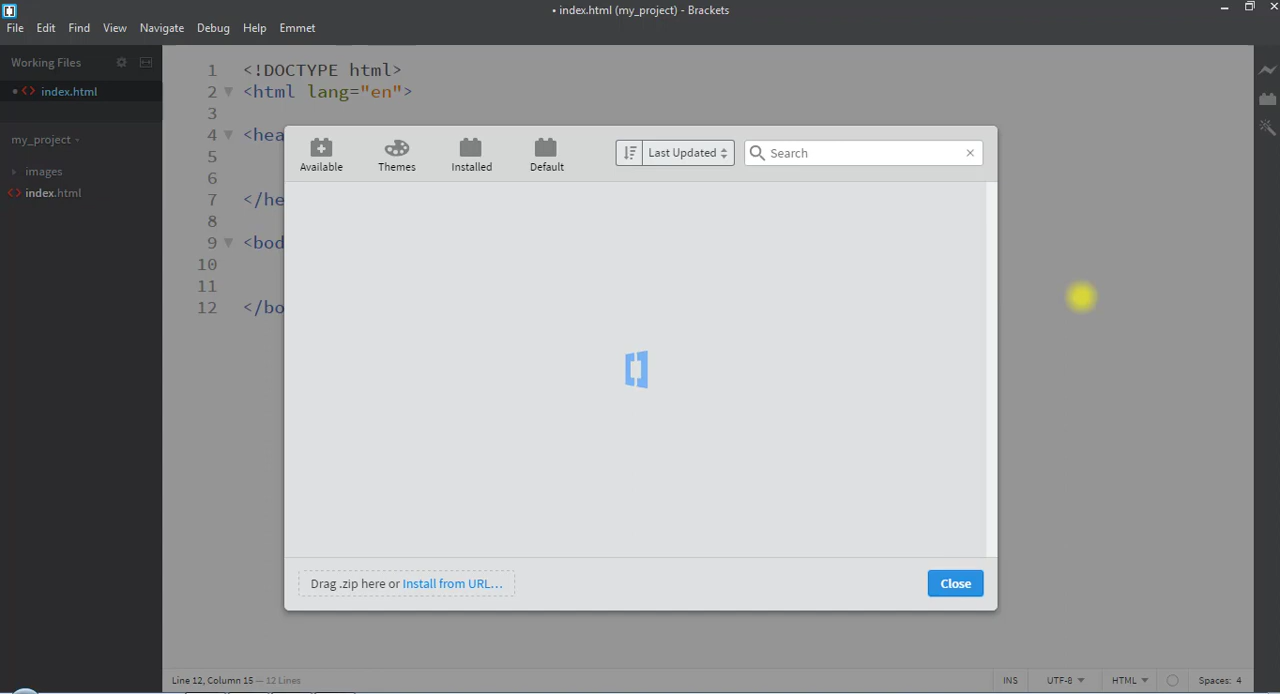 • index.html (my_project) - Brackets
File Edit Find View Navigate Debug Help Emmet
Working Files
• <> index.html
my_project
images
<> index.html
1 <!DOCTYPE html>
2 <html lang="en">
3
4 <hea
5
6
7 </he
8
9 <bod
10
11
12 </bo
Available Themes Installed Default
Last Updated
Search ×
Drag .zip here or Install from URL...
Close
Line 12, Column 15 — 12 Lines
INS UTF-8 HTML Spaces: 4